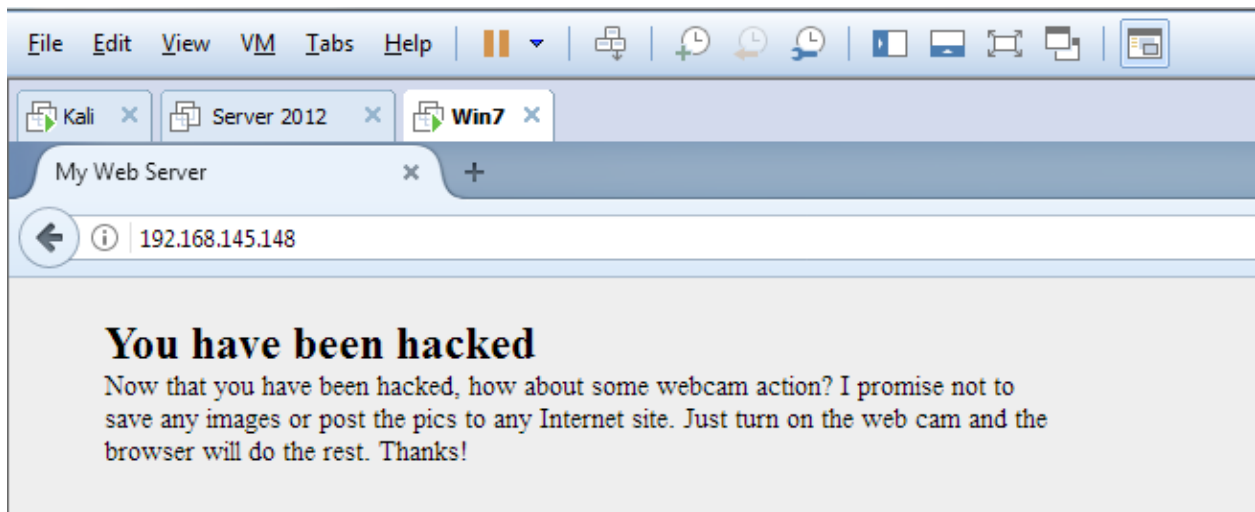 File Edit View VM Tabs Help
Kali Server 2012 Win7
My Web Server
192.168.145.148
You have been hacked
Now that you have been hacked, how about some webcam action? I promise not to
save any images or post the pics to any Internet site. Just turn on the web cam and the
browser will do the rest. Thanks!